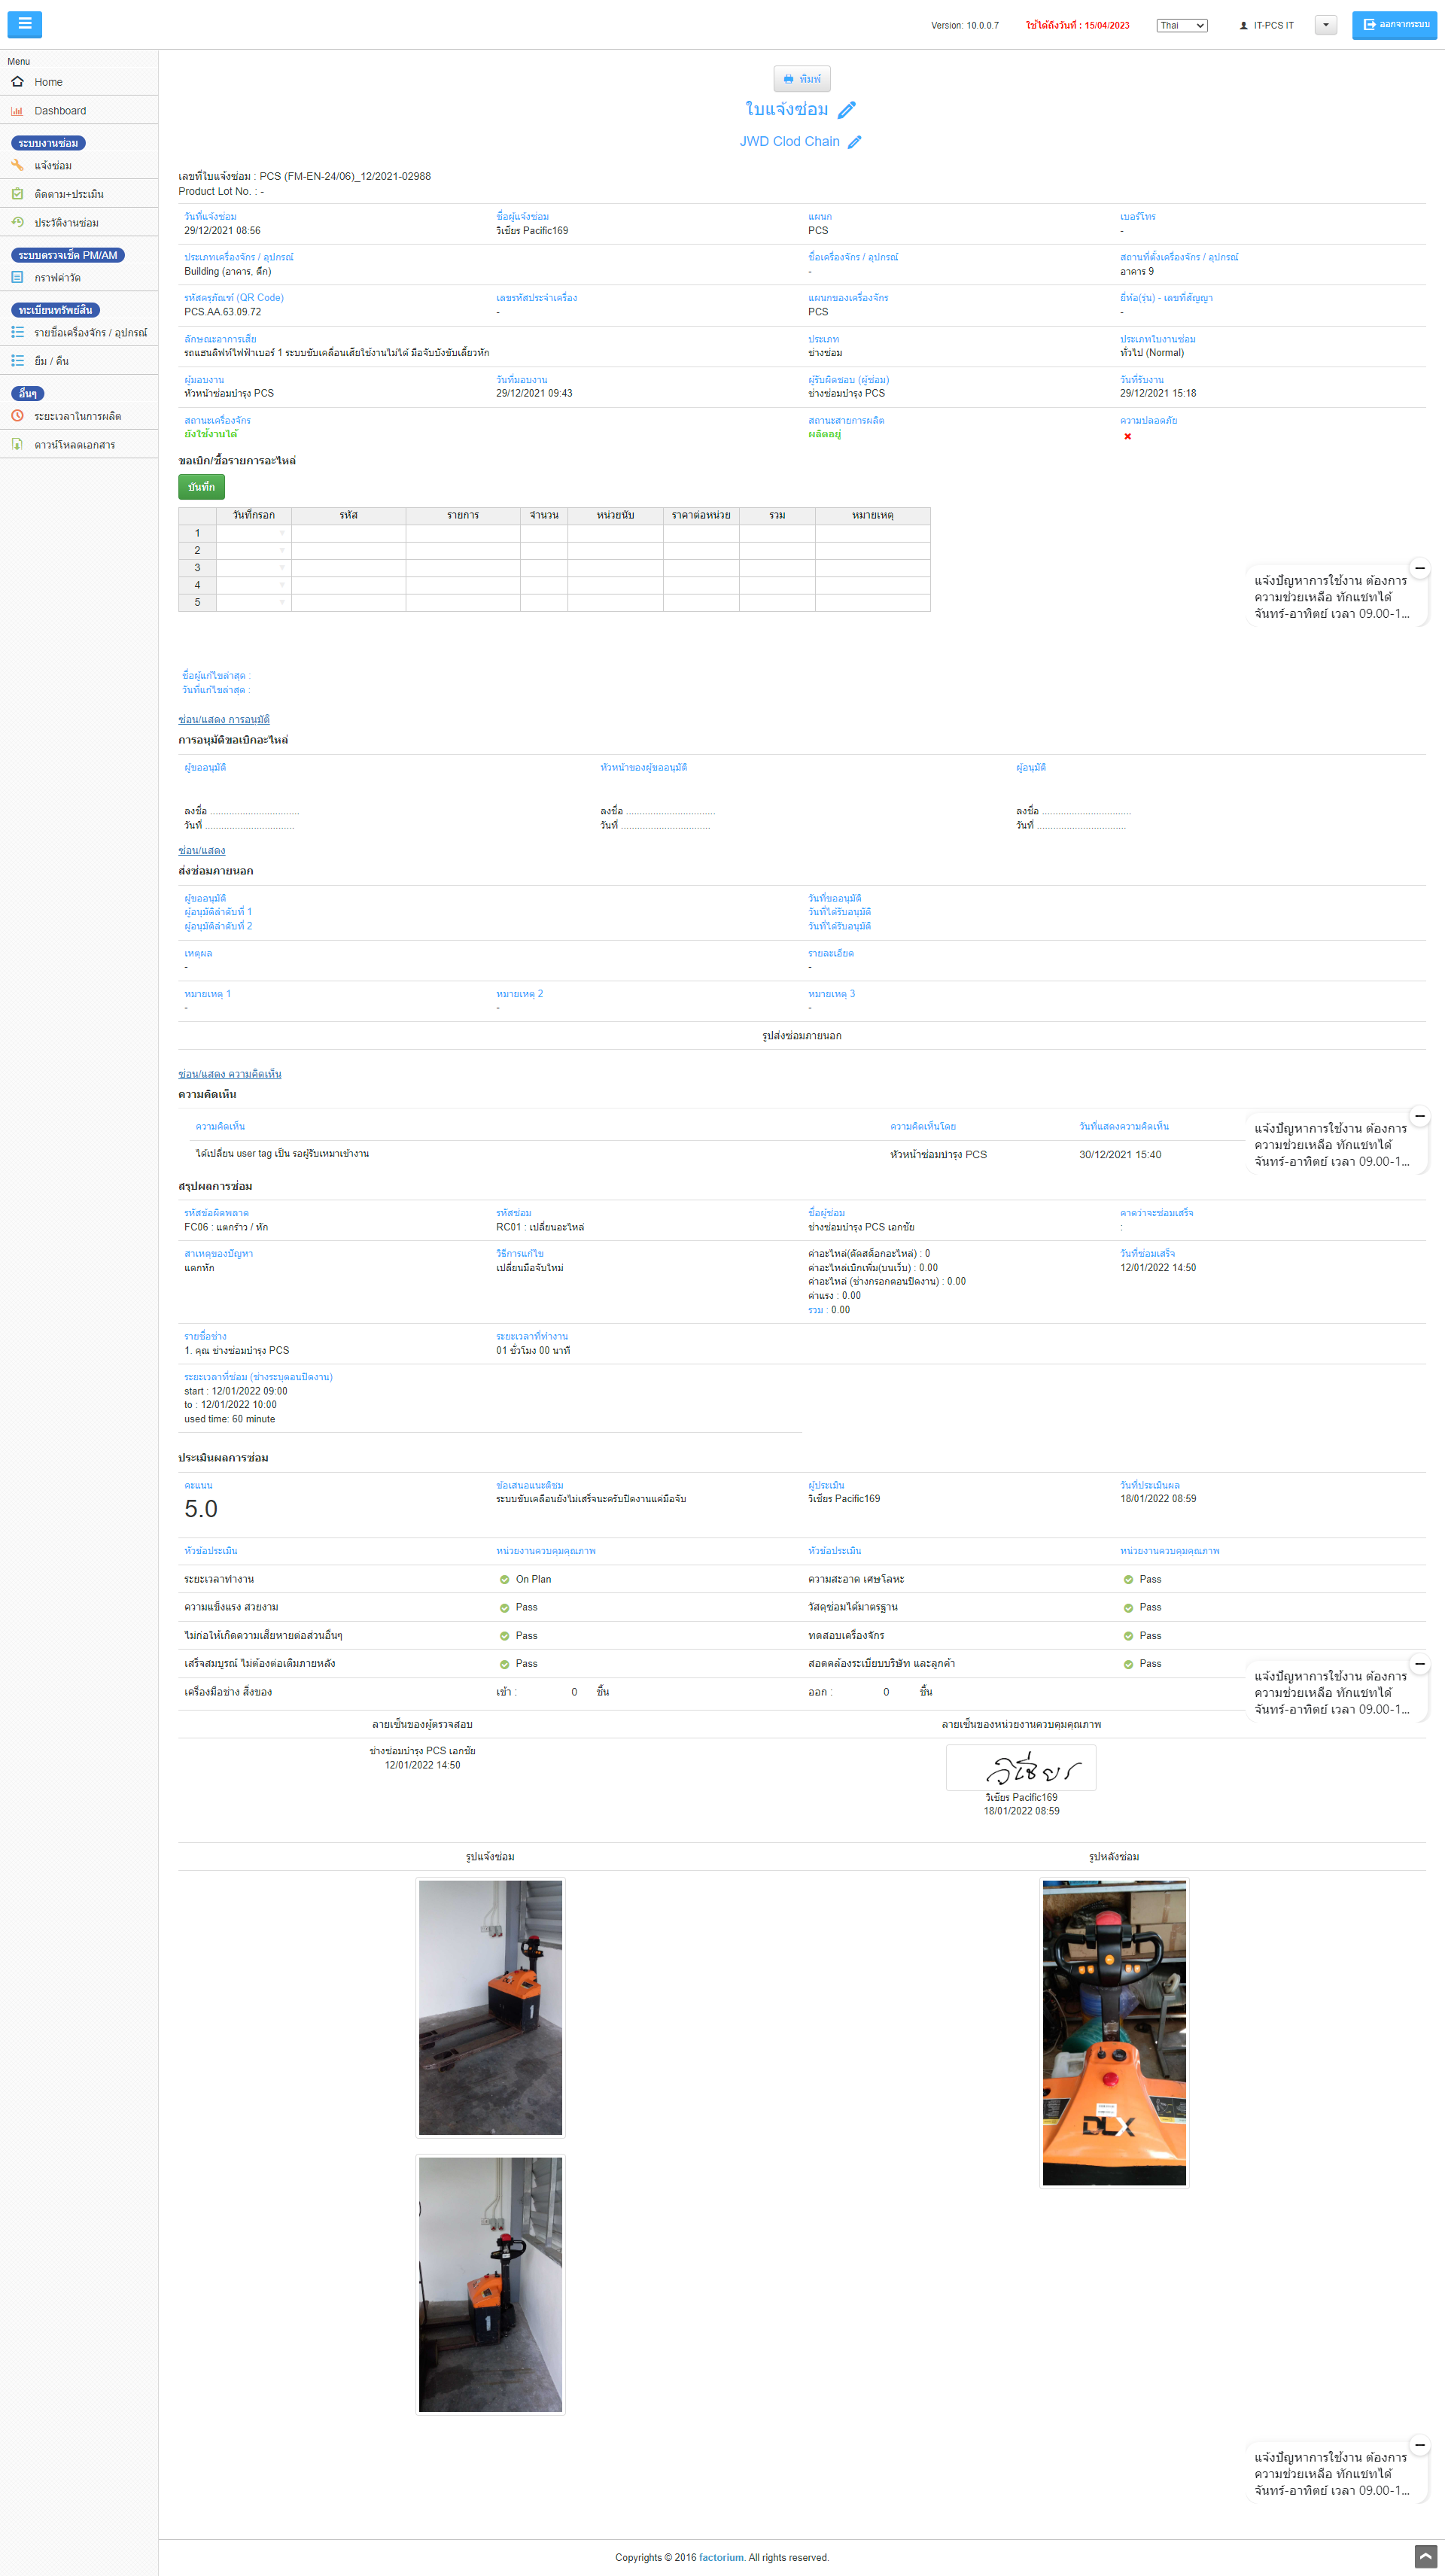 Version: 10.0.0.7 ใช้ได้ถึงวันที่ : 15/04/2023 Thai IT-PCS IT ออกจากระบบ
Menu
Home
Dashboard
ระบบงานซ่อม
แจ้งซ่อม
ติดตาม+ประเมิน
ประวัติงานซ่อม
ระบบตรวจเช็ค PM/AM
กราฟค่าวัด
ทะเบียนทรัพย์สิน
รายชื่อเครื่องจักร / อุปกรณ์
ยืม / คืน
อื่นๆ
ระยะเวลาในการผลิต
ดาวน์โหลดเอกสาร
พิมพ์
ใบแจ้งซ่อม
JWD Clod Chain
เลขที่ใบแจ้งซ่อม : PCS (FM-EN-24/06)_12/2021-02988
Product Lot No. : -
วันที่แจ้งซ่อม ชื่อผู้แจ้งซ่อม แผนก เบอร์โทร
29/12/2021 08:56 วิเชียร Pacific169 PCS -
ประเภทเครื่องจักร / อุปกรณ์ ชื่อเครื่องจักร / อุปกรณ์ สถานที่ตั้งเครื่องจักร / อุปกรณ์
Building (อาคาร, ตึก) - อาคาร 9
รหัสครุภัณฑ์ (QR Code) เลขรหัสประจำเครื่อง แผนกของเครื่องจักร ยี่ห้อ(รุ่น) - เลขที่สัญญา
PCS.AA.63.09.72 - PCS -
ลักษณะอาการเสีย ประเภท ประเภทใบงานซ่อม
รถแฮนลิฟท์ไฟฟ้าเบอร์ 1 ระบบขับเคลื่อนเสียใช้งานไม่ได้ มือจับบังขับเลี้ยวหัก ช่างซ่อม ทั่วไป (Normal)
ผู้มอบงาน วันที่มอบงาน ผู้รับผิดชอบ (ผู้ซ่อม) วันที่รับงาน
หัวหน้าซ่อมบำรุง PCS 29/12/2021 09:43 ช่างซ่อมบำรุง PCS 29/12/2021 15:18
สถานะเครื่องจักร สถานะสายการผลิต ความปลอดภัย
ยังใช้งานได้ ผลิตอยู่
ขอเบิก/ซื้อรายการอะไหล่
บันทึก
วันที่กรอก รหัส รายการ จำนวน หน่วยนับ ราคาต่อหน่วย รวม หมายเหตุ
1
2
3
4
5
แจ้งปัญหาการใช้งาน ต้องการ
ความช่วยเหลือ ทักแชทได้
จันทร์-อาทิตย์ เวลา 09.00-1...
ชื่อผู้แก้ไขล่าสุด :
วันที่แก้ไขล่าสุด :
ซ่อน/แสดง การอนุมัติ
การอนุมัติขอเบิกอะไหล่
ผู้ขออนุมัติ หัวหน้าของผู้ขออนุมัติ ผู้อนุมัติ
ลงชื่อ ................................. ลงชื่อ ................................. ลงชื่อ .................................
วันที่ ................................. วันที่ ................................. วันที่ .................................
ซ่อน/แสดง
ส่งซ่อมภายนอก
ผู้ขออนุมัติ วันที่ขออนุมัติ
ผู้อนุมัติลำดับที่ 1 วันที่ได้รับอนุมัติ
ผู้อนุมัติลำดับที่ 2 วันที่ได้รับอนุมัติ
เหตุผล รายละเอียด
- -
หมายเหตุ 1 หมายเหตุ 2 หมายเหตุ 3
- - -
รูปส่งซ่อมภายนอก
ซ่อน/แสดง ความคิดเห็น
ความคิดเห็น
ความคิดเห็น ความคิดเห็นโดย วันที่แสดงความคิดเห็น
ได้เปลี่ยน user tag เป็น รอผู้รับเหมาเข้างาน หัวหน้าซ่อมบำรุง PCS 30/12/2021 15:40
แจ้งปัญหาการใช้งาน ต้องการ
ความช่วยเหลือ ทักแชทได้
จันทร์-อาทิตย์ เวลา 09.00-1...
สรุปผลการซ่อม
รหัสข้อผิดพลาด รหัสซ่อม ชื่อผู้ซ่อม คาดว่าจะซ่อมเสร็จ
FC06 : แตกร้าว / หัก RC01 : เปลี่ยนอะไหล่ ช่างซ่อมบำรุง PCS เอกชัย :
สาเหตุของปัญหา วิธีการแก้ไข ค่าอะไหล่(ตัดสต็อกอะไหล่) : 0 วันที่ซ่อมเสร็จ
แตกหัก เปลี่ยนมือจับใหม่ ค่าอะไหล่เบิกเพิ่ม(บนเว็บ) : 0.00 12/01/2022 14:50
ค่าอะไหล่ (ช่างกรอกตอนปิดงาน) : 0.00
ค่าแรง : 0.00
รวม : 0.00
รายชื่อช่าง ระยะเวลาที่ทำงาน
1. คุณ ช่างซ่อมบำรุง PCS 01 ชั่วโมง 00 นาที
ระยะเวลาที่ซ่อม (ช่างระบุตอนปิดงาน)
start : 12/01/2022 09:00
to : 12/01/2022 10:00
used time: 60 minute
ประเมินผลการซ่อม
คะแนน ข้อเสนอแนะติชม ผู้ประเมิน วันที่ประเมินผล
5.0 ระบบขับเคลื่อนยังไม่เสร็จนะครับปิดงานแค่มือจับ วิเชียร Pacific169 18/01/2022 08:59
หัวข้อประเมิน หน่วยงานควบคุมคุณภาพ หัวข้อประเมิน หน่วยงานควบคุมคุณภาพ
ระยะเวลาทำงาน On Plan ความสะอาด เศษโลหะ Pass
ความแข็งแรง สวยงาม Pass วัสดุซ่อมได้มาตรฐาน Pass
ไม่ก่อให้เกิดความเสียหายต่อส่วนอื่นๆ Pass ทดสอบเครื่องจักร Pass
เสร็จสมบูรณ์ ไม่ต้องต่อเติมภายหลัง Pass สอดคล้องระเบียบบริษัท และลูกค้า Pass
เครื่องมือช่าง สิ่งของ เข้า : 0 ชิ้น ออก : 0 ชิ้น
แจ้งปัญหาการใช้งาน ต้องการ
ความช่วยเหลือ ทักแชทได้
จันทร์-อาทิตย์ เวลา 09.00-1...
ลายเซ็นของผู้ตรวจสอบ ลายเซ็นของหน่วยงานควบคุมคุณภาพ
ช่างซ่อมบำรุง PCS เอกชัย
12/01/2022 14:50
วิเชียร
วิเชียร Pacific169
18/01/2022 08:59
รูปแจ้งซ่อม รูปหลังซ่อม
1
DLX
1
แจ้งปัญหาการใช้งาน ต้องการ
ความช่วยเหลือ ทักแชทได้
จันทร์-อาทิตย์ เวลา 09.00-1...
Copyrights © 2016 factorium. All rights reserved.